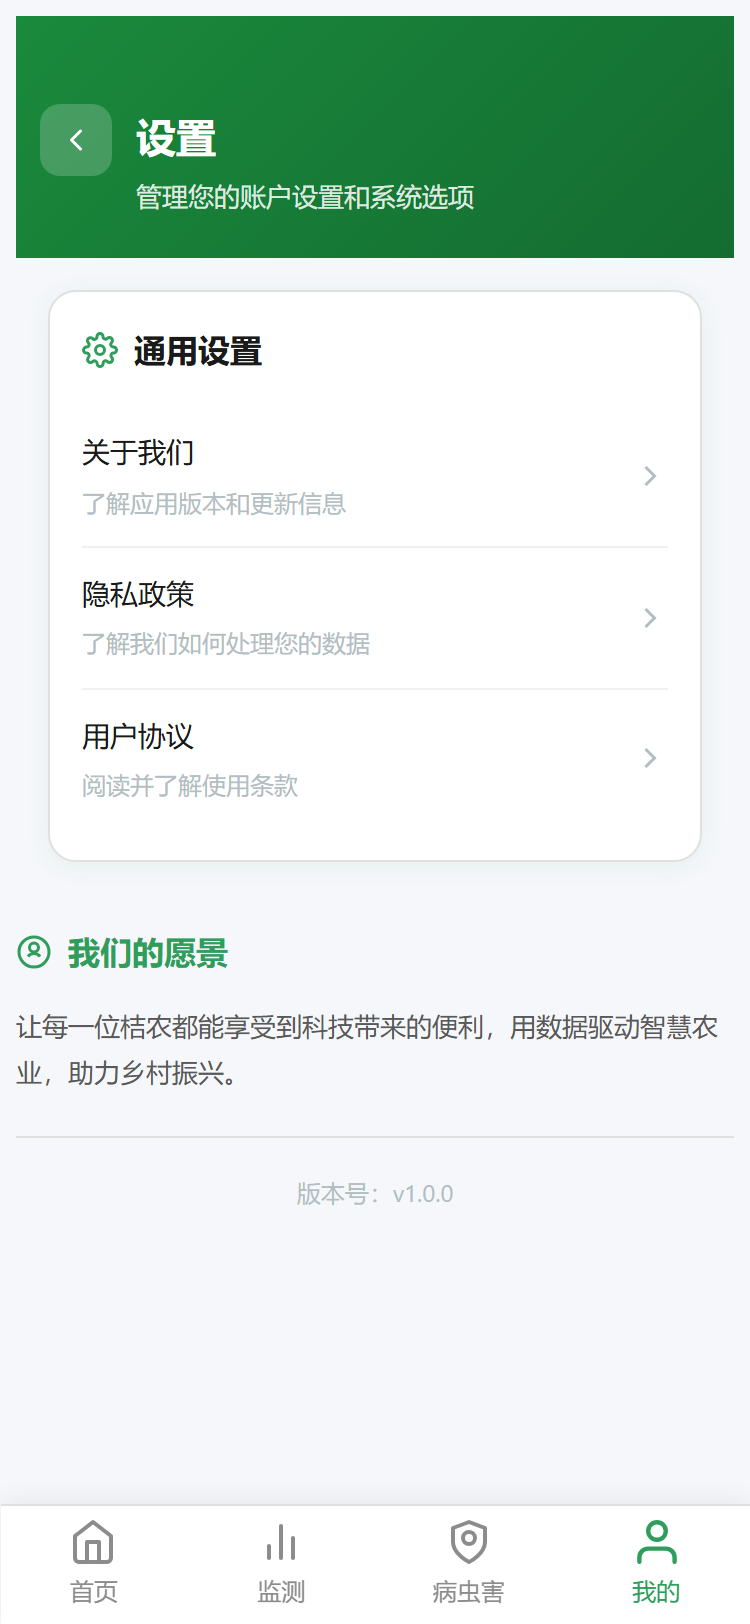 设置
管理您的账户设置和系统选项
通用设置
关于我们
了解应用版本和更新信息
隐私政策
了解我们如何处理您的数据
用户协议
阅读并了解使用条款
我们的愿景
让每一位桔农都能享受到科技带来的便利，用数据驱动智慧农
业，助力乡村振兴。
版本号：v1.0.0
首页
监测
病虫害
我的